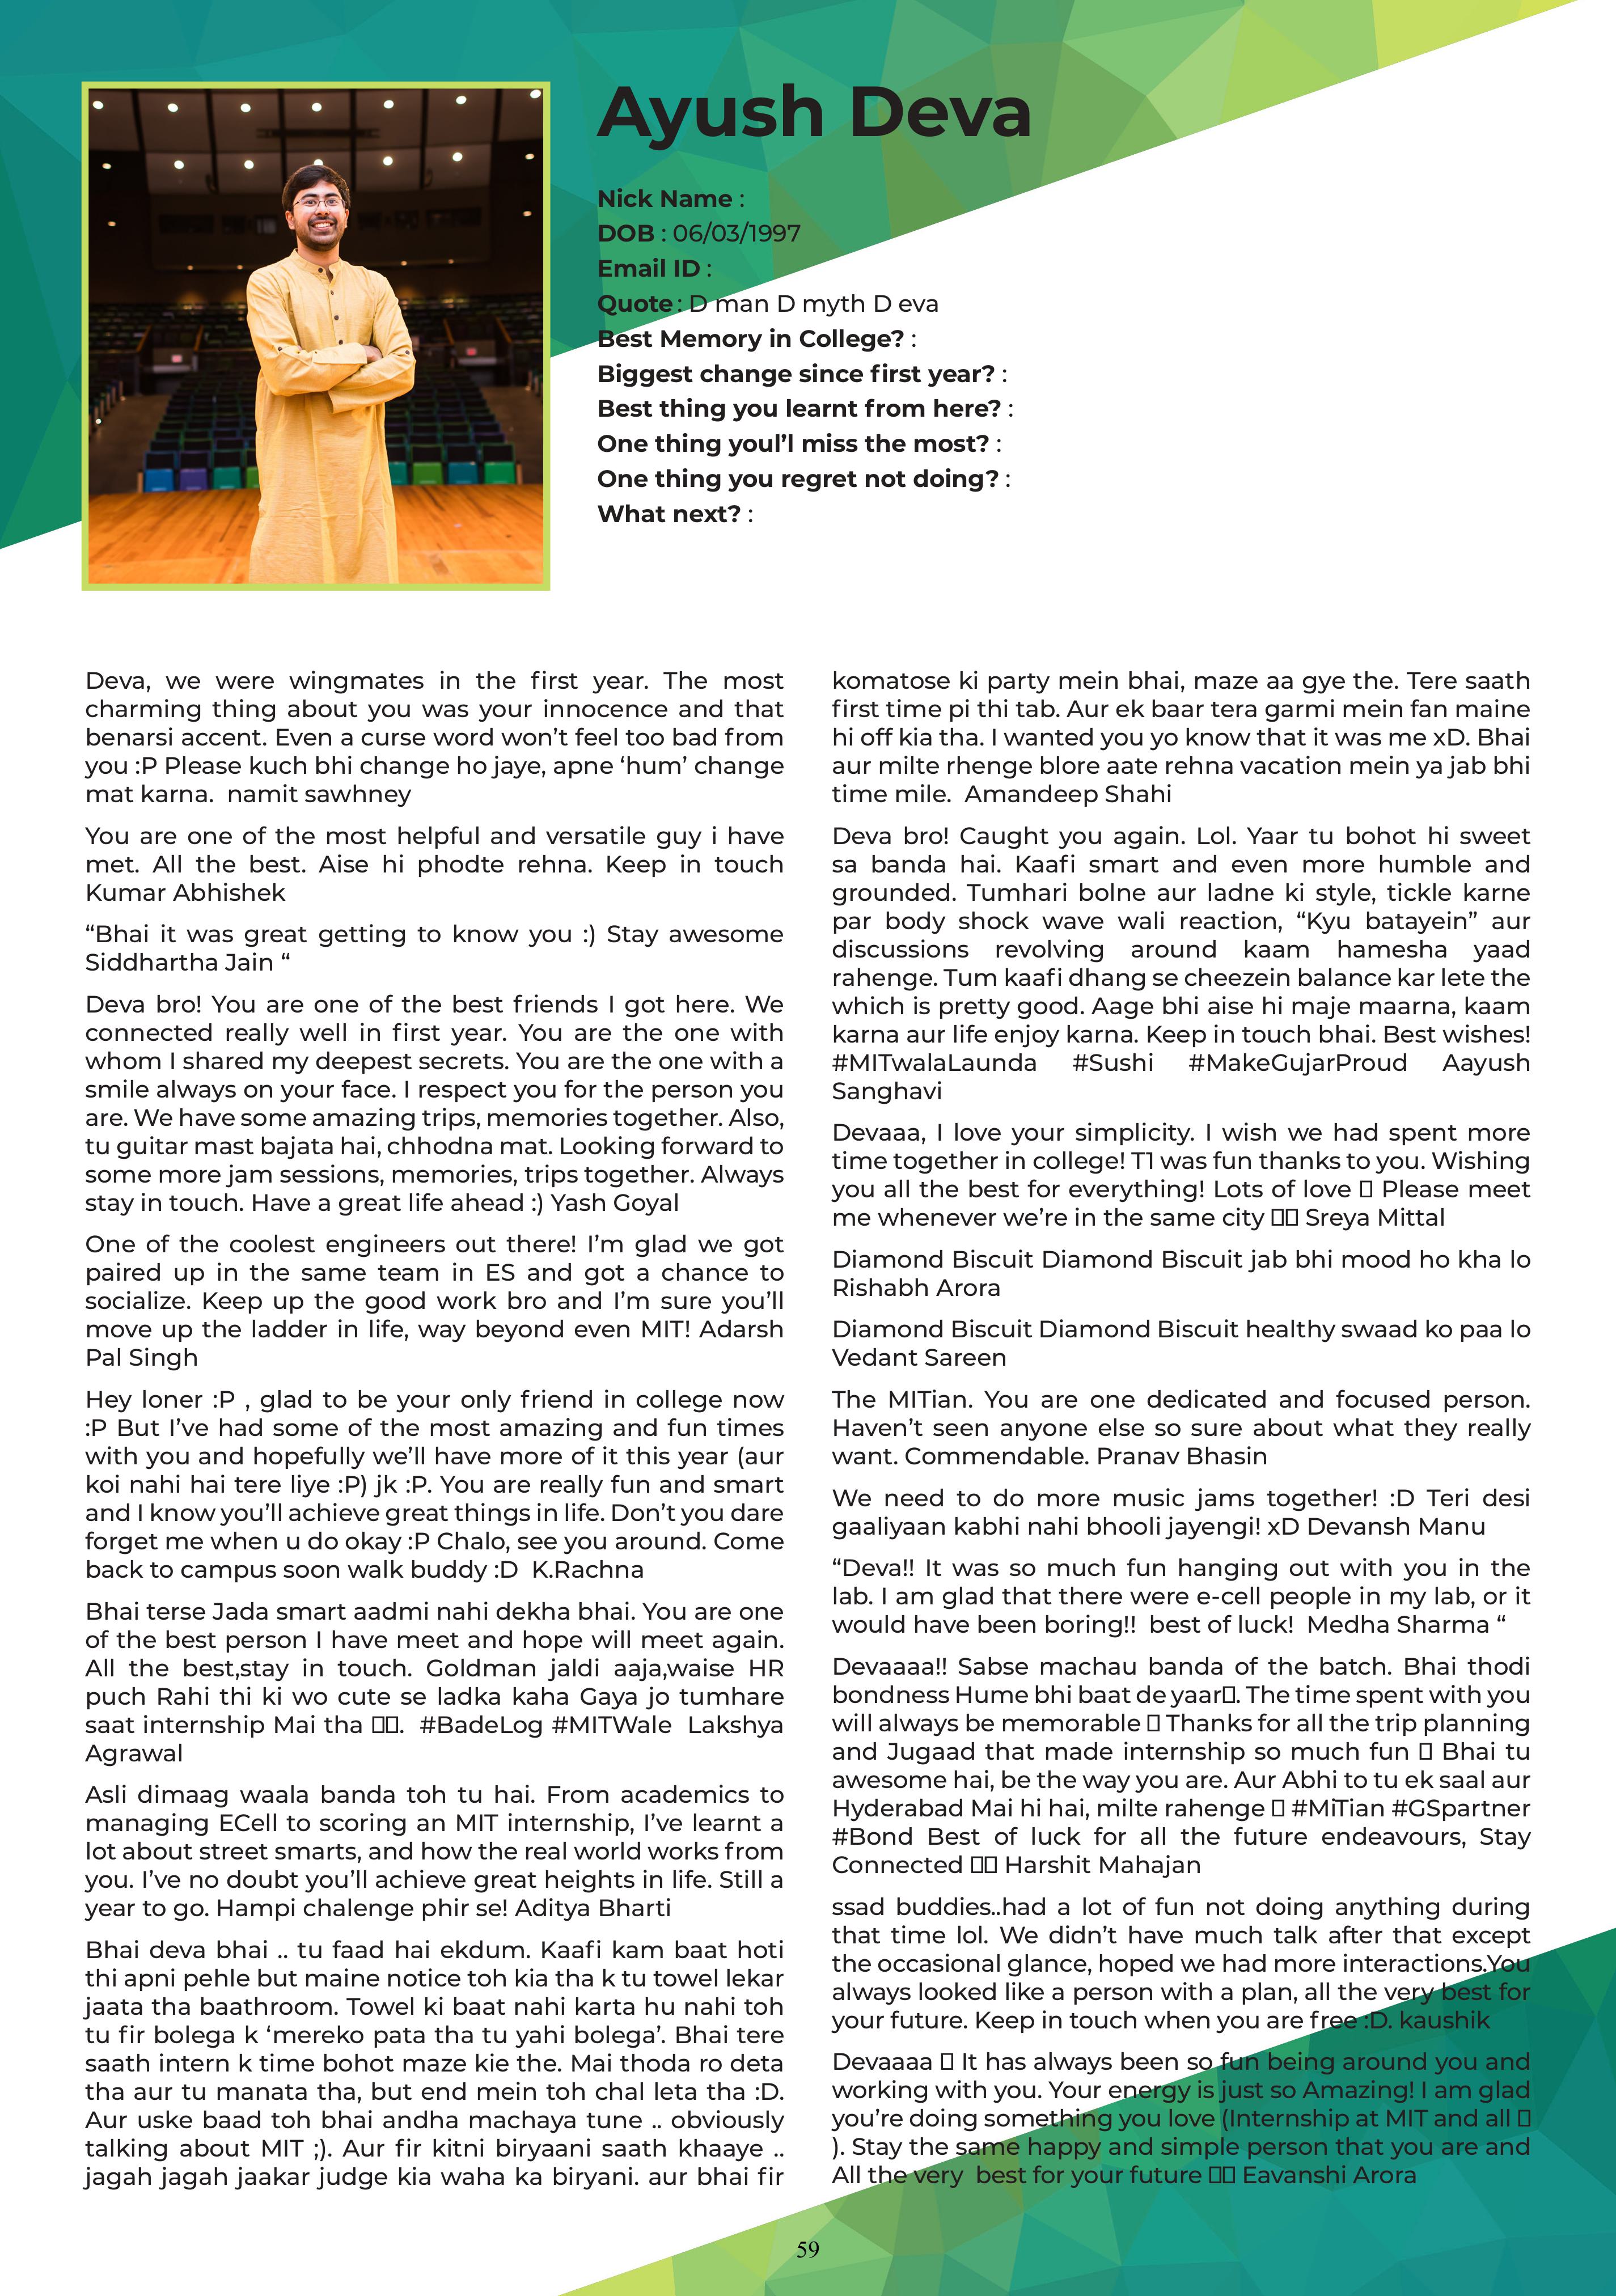 Ayush Deva
Nick Name :
DOB : 06/03/1997
Email ID :
Quote : D man D myth D eva
Best Memory in College? :
Biggest change since first year? :
Best thing you learnt from here? :
One thing youl’l miss the most? :
One thing you regret not doing? :
What next? :
Deva, we were wingmates in the first year. The most
charming thing about you was your innocence and that
benarsi accent. Even a curse word won’t feel too bad from
you :P Please kuch bhi change ho jaye, apne ‘hum’ change
mat karna.  namit sawhney
You are one of the most helpful and versatile guy i have
met. All the best. Aise hi phodte rehna. Keep in touch
Kumar Abhishek
“Bhai it was great getting to know you :) Stay awesome
Siddhartha Jain “
Deva bro! You are one of the best friends I got here. We
connected really well in first year. You are the one with
whom I shared my deepest secrets. You are the one with a
smile always on your face. I respect you for the person you
are. We have some amazing trips, memories together. Also,
tu guitar mast bajata hai, chhodna mat. Looking forward to
some more jam sessions, memories, trips together. Always
stay in touch. Have a great life ahead :) Yash Goyal
One of the coolest engineers out there! I’m glad we got
paired up in the same team in ES and got a chance to
socialize. Keep up the good work bro and I’m sure you’ll
move up the ladder in life, way beyond even MIT! Adarsh
Pal Singh
Hey loner :P , glad to be your only friend in college now
:P But I’ve had some of the most amazing and fun times
with you and hopefully we’ll have more of it this year (aur
koi nahi hai tere liye :P) jk :P. You are really fun and smart
and I know you’ll achieve great things in life. Don’t you dare
forget me when u do okay :P Chalo, see you around. Come
back to campus soon walk buddy :D  K.Rachna
Bhai terse Jada smart aadmi nahi dekha bhai. You are one
of the best person I have meet and hope will meet again.
All the best,stay in touch. Goldman jaldi aaja,waise HR
puch Rahi thi ki wo cute se ladka kaha Gaya jo tumhare
saat internship Mai tha 􀀀􀀀.  #BadeLog #MITWale  Lakshya
Agrawal
Asli dimaag waala banda toh tu hai. From academics to
managing ECell to scoring an MIT internship, I’ve learnt a
lot about street smarts, and how the real world works from
you. I’ve no doubt you’ll achieve great heights in life. Still a
year to go. Hampi chalenge phir se! Aditya Bharti
Bhai deva bhai .. tu faad hai ekdum. Kaafi kam baat hoti
thi apni pehle but maine notice toh kia tha k tu towel lekar
jaata tha baathroom. Towel ki baat nahi karta hu nahi toh
tu fir bolega k ‘mereko pata tha tu yahi bolega’. Bhai tere
saath intern k time bohot maze kie the. Mai thoda ro deta
tha aur tu manata tha, but end mein toh chal leta tha :D.
Aur uske baad toh bhai andha machaya tune .. obviously
talking about MIT ;). Aur fir kitni biryaani saath khaaye ..
jagah jagah jaakar judge kia waha ka biryani. aur bhai fir
komatose ki party mein bhai, maze aa gye the. Tere saath
first time pi thi tab. Aur ek baar tera garmi mein fan maine
hi off kia tha. I wanted you yo know that it was me xD. Bhai
aur milte rhenge blore aate rehna vacation mein ya jab bhi
time mile.  Amandeep Shahi
Deva bro! Caught you again. Lol. Yaar tu bohot hi sweet
sa banda hai. Kaafi smart and even more humble and
grounded. Tumhari bolne aur ladne ki style, tickle karne
par body shock wave wali reaction, “Kyu batayein” aur
discussions revolving around kaam hamesha yaad
rahenge. Tum kaafi dhang se cheezein balance kar lete the
which is pretty good. Aage bhi aise hi maje maarna, kaam
karna aur life enjoy karna. Keep in touch bhai. Best wishes!
#MITwalaLaunda #Sushi #MakeGujarProud Aayush
Sanghavi
Devaaa, I love your simplicity. I wish we had spent more
time together in college! T1 was fun thanks to you. Wishing
you all the best for everything! Lots of love 􀀀 Please meet
me whenever we’re in the same city 􀀀􀀀 Sreya Mittal
Diamond Biscuit Diamond Biscuit jab bhi mood ho kha lo
Rishabh Arora
Diamond Biscuit Diamond Biscuit healthy swaad ko paa lo
Vedant Sareen
The MITian. You are one dedicated and focused person.
Haven’t seen anyone else so sure about what they really
want. Commendable. Pranav Bhasin
We need to do more music jams together! :D Teri desi
gaaliyaan kabhi nahi bhooli jayengi! xD Devansh Manu
“Deva!! It was so much fun hanging out with you in the
lab. I am glad that there were e-cell people in my lab, or it
would have been boring!!  best of luck!  Medha Sharma “
Devaaaa!! Sabse machau banda of the batch. Bhai thodi
bondness Hume bhi baat de yaar􀀀. The time spent with you
will always be memorable 􀀀 Thanks for all the trip planning
and Jugaad that made internship so much fun 􀀀 Bhai tu
awesome hai, be the way you are. Aur Abhi to tu ek saal aur
Hyderabad Mai hi hai, milte rahenge 􀀀 #MiTian #GSpartner
#Bond Best of luck for all the future endeavours, Stay
Connected 􀀀􀀀 Harshit Mahajan
ssad buddies..had a lot of fun not doing anything during
that time lol. We didn’t have much talk after that except
the occasional glance, hoped we had more interactions.You
always looked like a person with a plan, all the very best for
your future. Keep in touch when you are free :D. kaushik
Devaaaa 􀀀 It has always been so fun being around you and
working with you. Your energy is just so Amazing! I am glad
you’re doing something you love (Internship at MIT and all 􀀀
). Stay the same happy and simple person that you are and
All the very  best for your future 􀀀􀀀 Eavanshi Arora
59